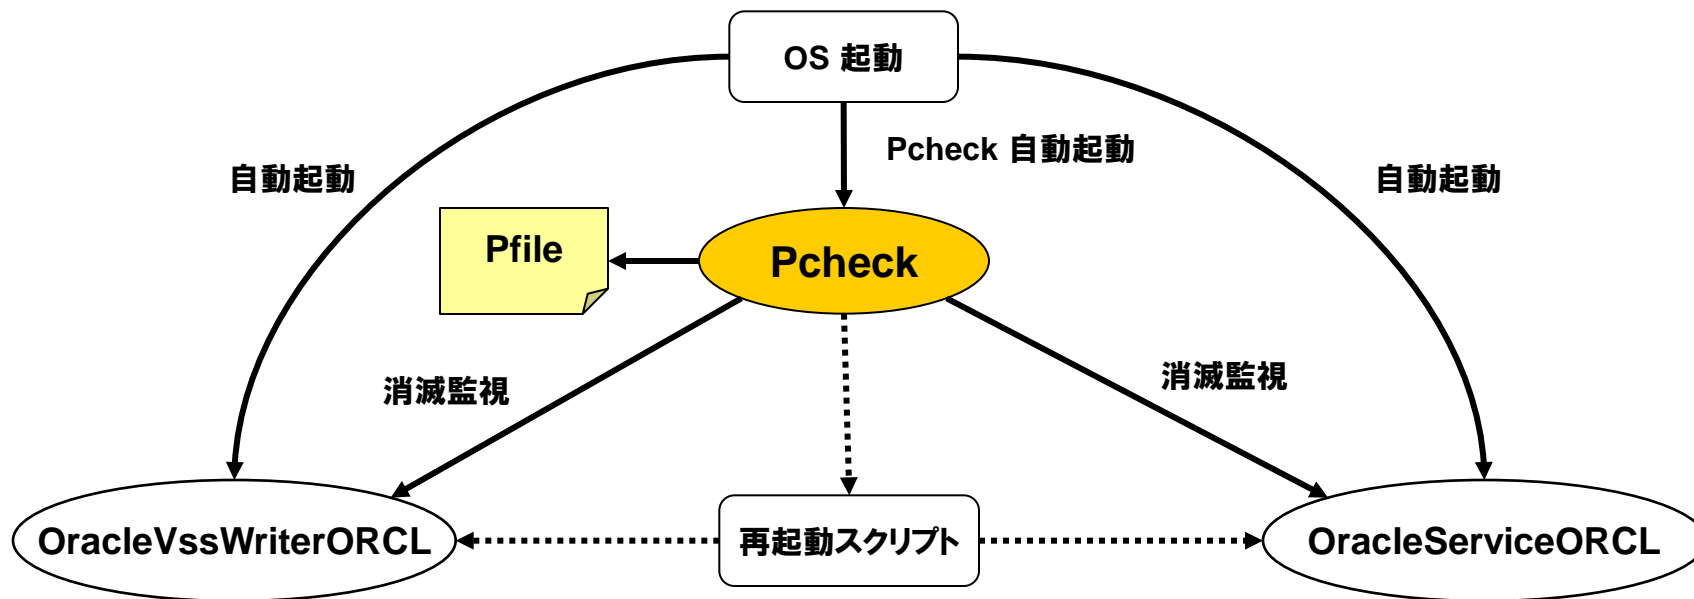 OS 起動
Pcheck 自動起動
自動起動
自動起動
Pfile
Pcheck
消滅監視
消滅監視
OracleVssWriterORCL
再起動スクリプト
OracleServiceORCL